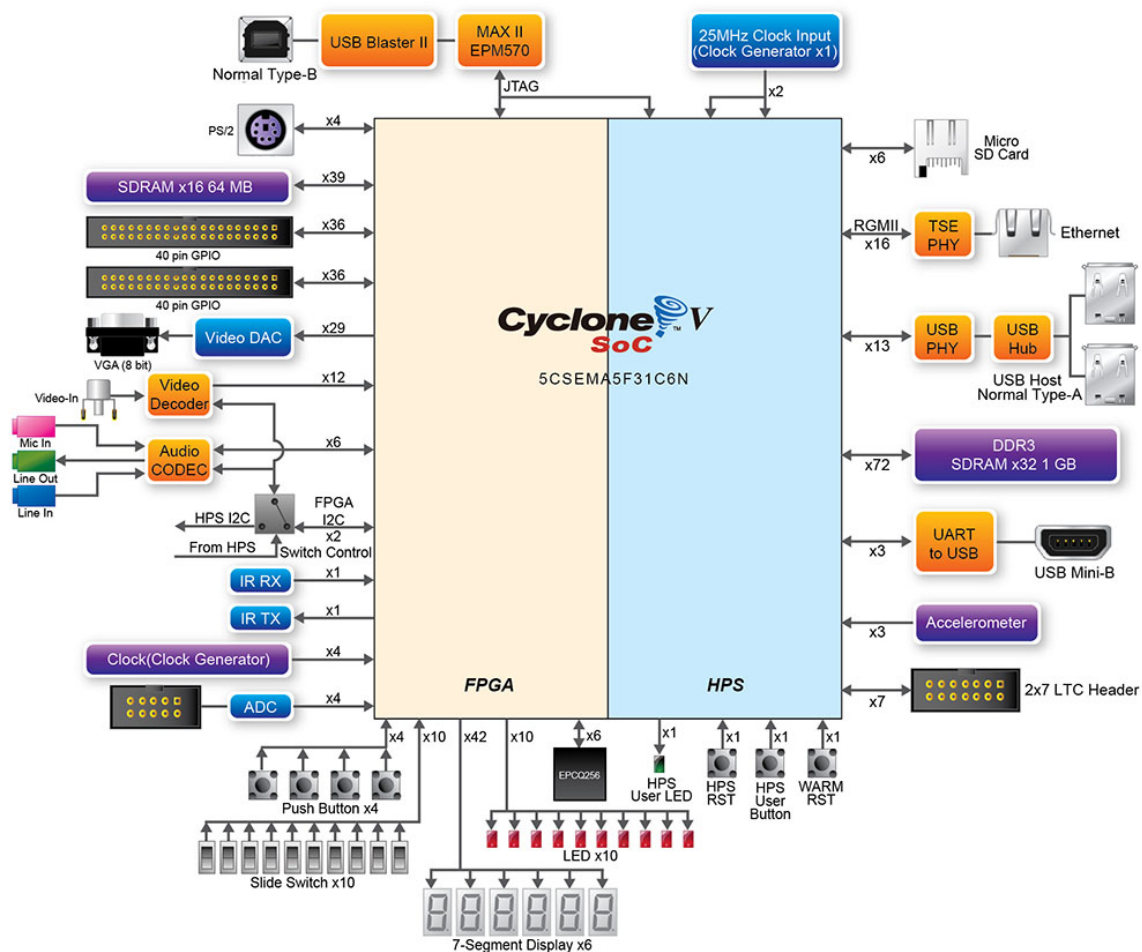 Normal Type-B
USB Blaster II
MAX II
EPM570
25MHz Clock Input
(Clock Generator x1)
JTAG
x2
PS/2
x4
SDRAM x16 64 MB
x39
x36
40 pin GPIO
x36
40 pin GPIO
VGA (8 bit)
Video DAC
x29
Video-In
Video
Decoder
x12
Mic In
Line Out
Line In
Audio
CODEC
x6
HPS I2C
From HPS
FPGA
I2C
x2
Switch Control
IR RX
x1
IR TX
x1
Clock(Clock Generator)
x4
ADC
x4
Cyclone V
TM
SoC
5CSEMA5F31C6N
FPGA
HPS
x6
Micro
SD Card
RGMII
x16
TSE
PHY
Ethernet
x13
USB
PHY
USB
Hub
USB Host
Normal Type-A
x72
DDR3
SDRAM x32 1 GB
x3
UART
to USB
USB Mini-B
x3
Accelerometer
x7
2x7 LTC Header
x4
x10
x42
x10
x6
x1
x1
x1
x1
Push Button x4
Slide Switch x10
EPCQ256
HPS
User LED
HPS
RST
HPS
User
Button
WARM
RST
LED x10
7-Segment Display x6